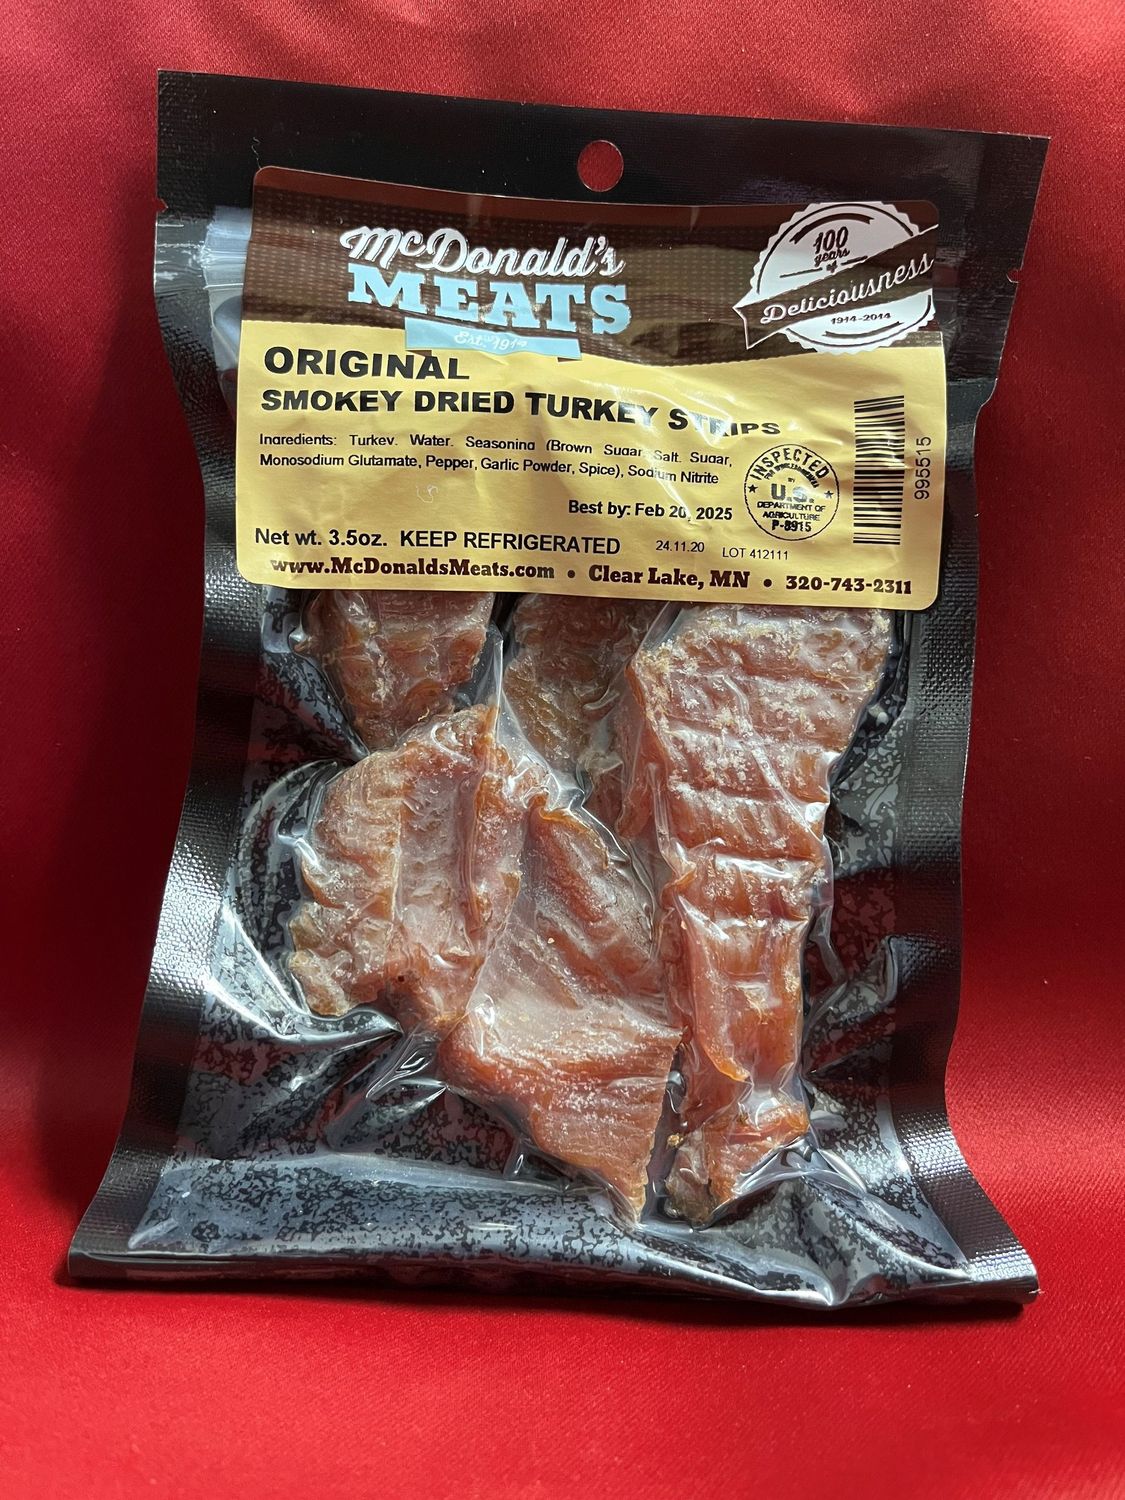 McDonald's
MEATS
Est. 1914
100
years
of
Deliciousness
1914-2014
ORIGINAL
SMOKEY DRIED TURKEY STRIPS
Ingredients: Turkey, Water, Seasoning (Brown Sugar, Salt, Sugar,
Monosodium Glutamate, Pepper, Garlic Powder, Spice), Sodium Nitrite
INSPECTED
BY
U.S.
DEPARTMENT OF
AGRICULTURE
P-8915
9955515
Best by: Feb 20, 2025
Net wt. 3.5oz. KEEP REFRIGERATED
24.11.20 LOT 412111
www.McDonaldsMeats.com • Clear Lake, MN • 320-743-2311